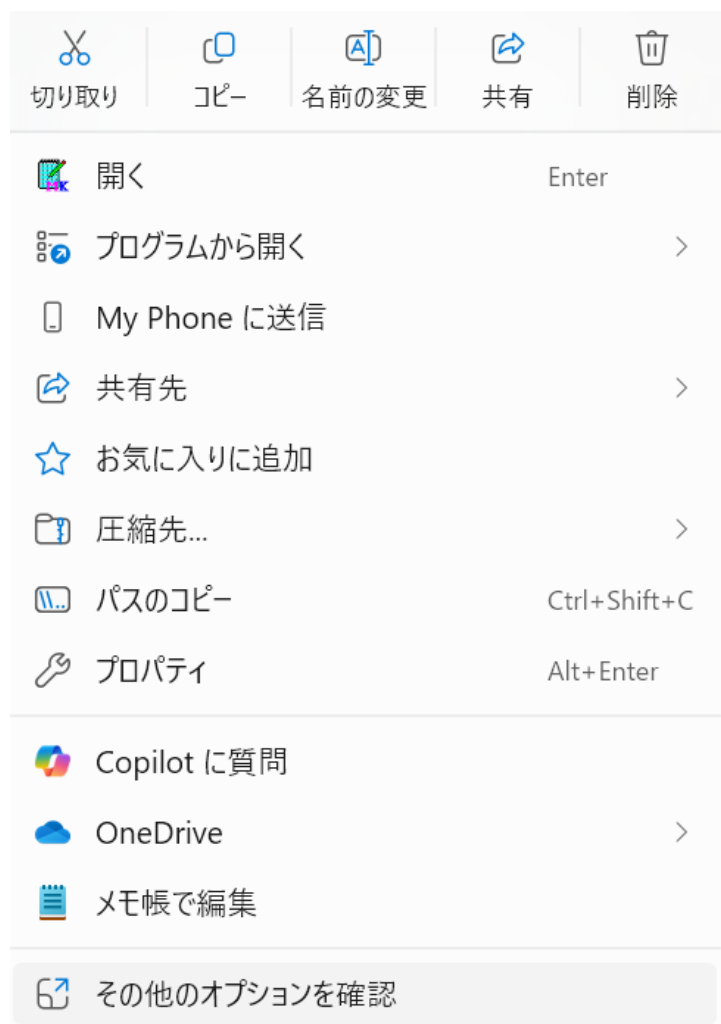 切り取り
コピー
名前の変更
共有
削除
開く Enter
プログラムから開く
My Phone に送信
共有先
お気に入りに追加
圧縮先...
パスのコピー Ctrl+Shift+C
プロパティ Alt+Enter
Copilot に質問
OneDrive
メモ帳で編集
その他のオプションを確認